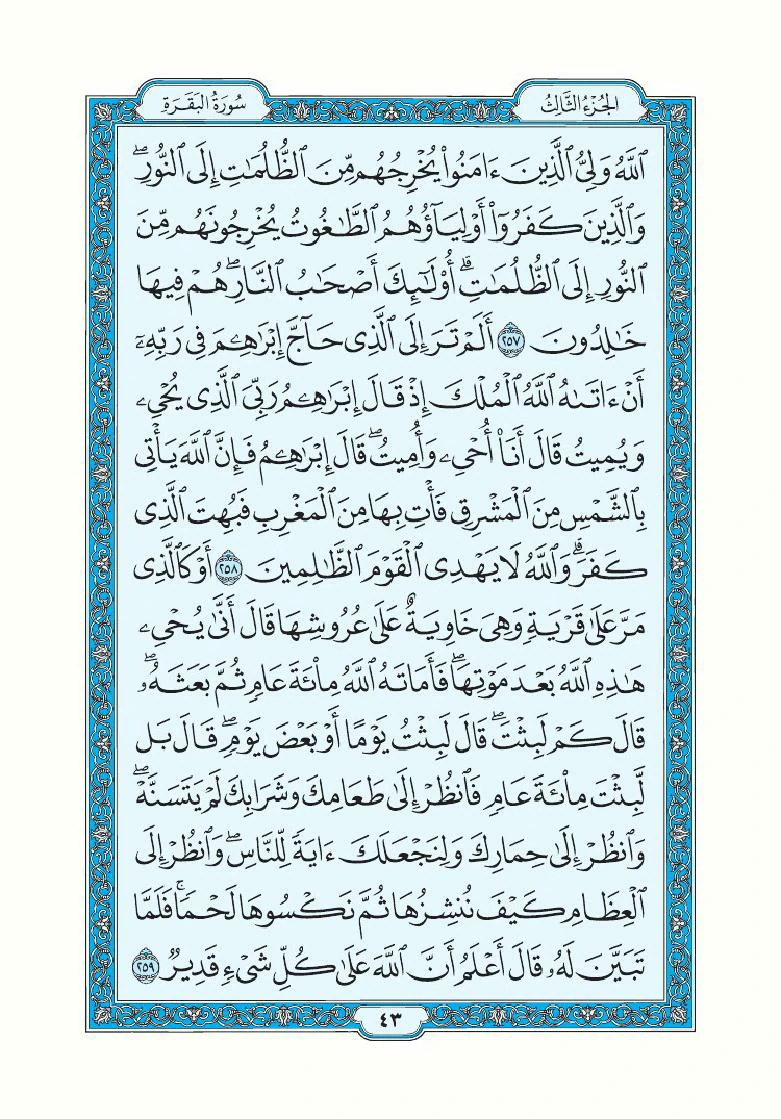 الجُزْءُ الثَّالِثُ
سُورَةُ البَقَرَةِ
ٱللَّهُ وَلِيُّ ٱلَّذِينَ ءَامَنُوا۟ يُخْرِجُهُم مِّنَ ٱلظُّلُمَٰتِ إِلَى ٱلنُّورِۖ
وَٱلَّذِينَ كَفَرُوٓا۟ أَوْلِيَآؤُهُمُ ٱلطَّٰغُوتُ يُخْرِجُونَهُم مِّنَ
ٱلنُّورِ إِلَى ٱلظُّلُمَٰتِۗ أُو۟لَٰٓئِكَ أَصْحَٰبُ ٱلنَّارِۖ هُمْ فِيهَا
خَٰلِدُونَ ٢٥٧ أَلَمْ تَرَ إِلَى ٱلَّذِى حَآجَّ إِبْرَٰهِـۧمَ فِى رَبِّهِۦٓ
أَنْ ءَاتَىٰهُ ٱللَّهُ ٱلْمُلْكَ إِذْ قَالَ إِبْرَٰهِـۧمُ رَبِّىَ ٱلَّذِى يُحْىِۦ
وَيُمِيتُ قَالَ أَنَا۠ أُحْىِۦ وَأُمِيتُۖ قَالَ إِبْرَٰهِـۧمُ فَإِنَّ ٱللَّهَ يَأْتِى
بِٱلشَّمْسِ مِنَ ٱلْمَشْرِقِ فَأْتِ بِهَا مِنَ ٱلْمَغْرِبِ فَبُهِتَ ٱلَّذِى
كَفَرَۗ وَٱللَّهُ لَا يَهْدِى ٱلْقَوْمَ ٱلظَّٰلِمِينَ ٢٥٨ أَوْ كَٱلَّذِى
مَرَّ عَلَىٰ قَرْيَةٍ وَهِىَ خَاوِيَةٌ عَلَىٰ عُرُوشِهَا قَالَ أَنَّىٰ يُحْىِۦ
هَٰذِهِ ٱللَّهُ بَعْدَ مَوْتِهَاۖ فَأَمَاتَهُ ٱللَّهُ مِا۟ئَةَ عَامٍ ثُمَّ بَعَثَهُۥۖ
قَالَ كَمْ لَبِثْتَۖ قَالَ لَبِثْتُ يَوْمًا أَوْ بَعْضَ يَوْمٍۖ قَالَ بَل
لَّبِثْتَ مِا۟ئَةَ عَامٍ فَٱنظُرْ إِلَىٰ طَعَامِكَ وَشَرَابِكَ لَمْ يَتَسَنَّهْۖ
وَٱنظُرْ إِلَىٰ حِمَارِكَ وَلِنَجْعَلَكَ ءَايَةً لِّلنَّاسِۖ وَٱنظُرْ إِلَى
ٱلْعِظَامِ كَيْفَ نُنشِزُهَا ثُمَّ نَكْسُوهَا لَحْمًاۚ فَلَمَّا
تَبَيَّنَ لَهُۥ قَالَ أَعْلَمُ أَنَّ ٱللَّهَ عَلَىٰ كُلِّ شَىْءٍ قَدِيرٌ ٢٥٩
٤٣